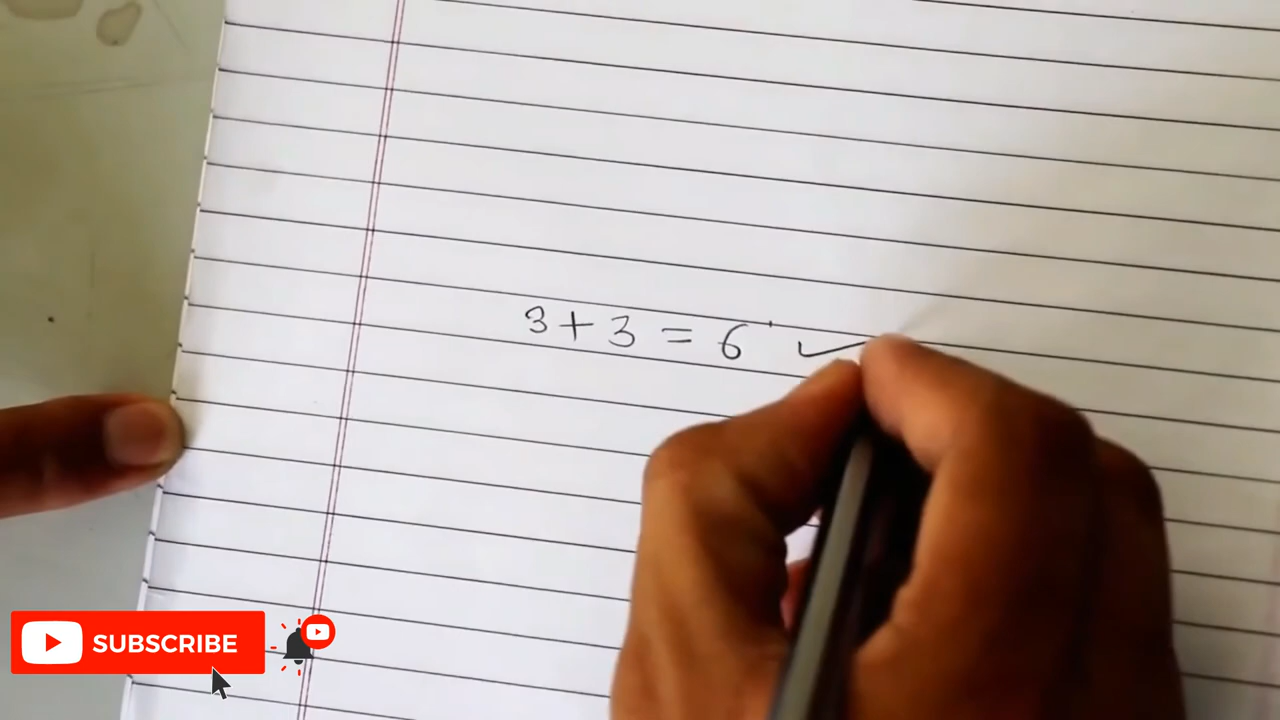 3 + 3 = 6 ✓
SUBSCRIBE